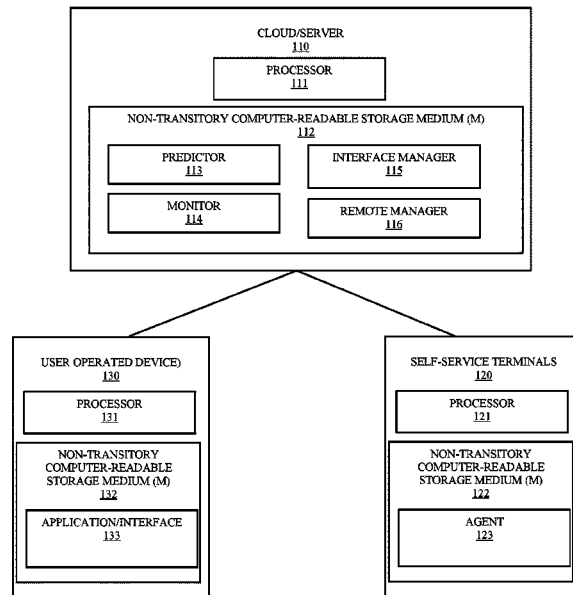 CLOUD/SERVER
110
PROCESSOR
111
NON-TRANSITORY COMPUTER-READABLE STORAGE MEDIUM (M)
112
PREDICTOR
113
INTERFACE MANAGER
115
MONITOR
114
REMOTE MANAGER
116
USER OPERATED DEVICE)
130
PROCESSOR
131
NON-TRANSITORY
COMPUTER-READABLE
STORAGE MEDIUM (M)
132
APPLICATION/INTERFACE
133
SELF-SERVICE TERMINALS
120
PROCESSOR
121
NON-TRANSITORY
COMPUTER-READABLE
STORAGE MEDIUM (M)
122
AGENT
123